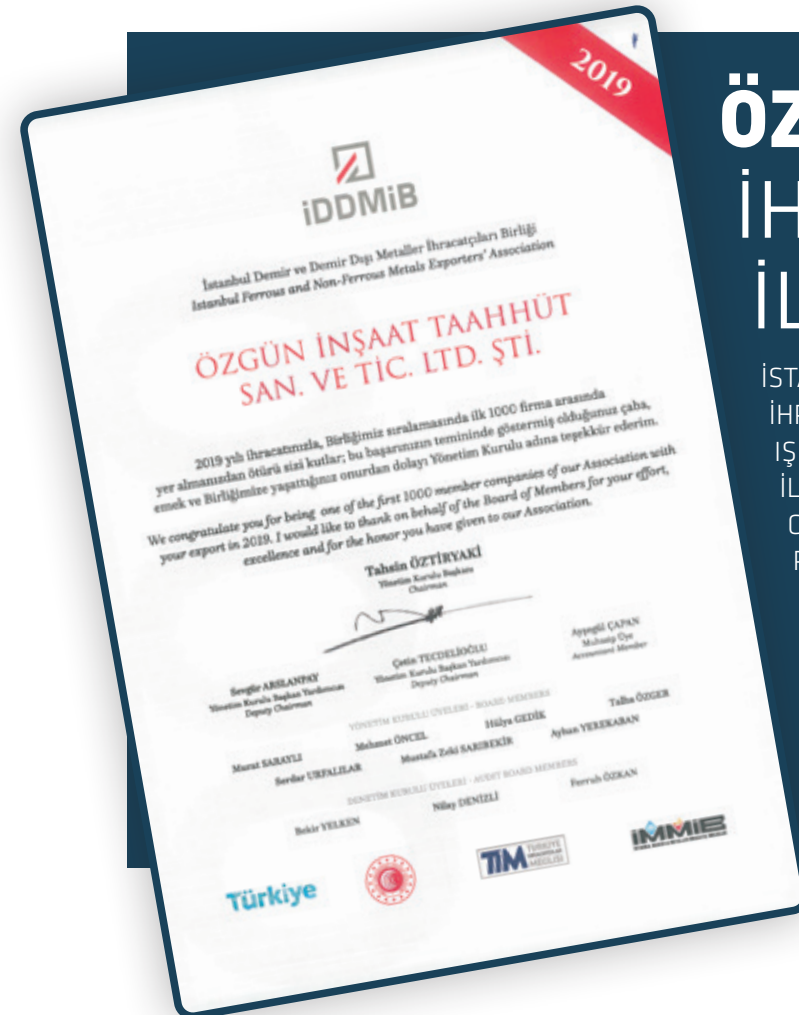 2019
iDDMiB
İstanbul Demir ve Demir Dışı Metaller İhracatçıları Birliği
Istanbul Ferrous and Non-Ferrous Metals Exporters' Association
ÖZGÜN İNŞAAT TAAHHÜT
SAN. VE TİC. LTD. ŞTİ.
2019 yılı ihracatınızla, Birliğimiz sıralamasında ilk 1000 firma arasında
yer almanızdan ötürü sizi kutlar; bu başarınızın temininde göstermiş olduğunuz çaba,
emek ve Birliğimize yaşattığınız onurdan dolayı Yönetim Kurulu adına teşekkür ederim.
We congratulate you for being one of the first 1000 member companies of our Association with
your export in 2019. I would like to thank on behalf of the Board of Members for your effort,
excellence and for the honor you have given to our Association.
Tahsin ÖZTİRYAKİ
Yönetim Kurulu Başkanı
Chairman
Sevgür ARSLANPAY
Yönetim Kurulu Başkan Yardımcısı
Deputy Chairman
Çetin TECDELİOĞLU
Yönetim Kurulu Başkan Yardımcısı
Deputy Chairman
Ayşegül ÇAPAN
Muhasip Üye
Accountant Member
YÖNETİM KURULU ÜYELERİ - BOARD MEMBERS
Murat SARAYLI
Mehmet ÖNCEL
Hülya GEDİK
Talha ÖZGER
Serdar URFALILAR
Mustafa Zeki SARIBEKİR
Ayhan YEREKABAN
DENETİM KURULU ÜYELERİ - AUDIT BOARD MEMBERS
Bekir YELKEN
Nilay DENİZLİ
Ferruh ÖZKAN
Türkiye
TİM TÜRKİYE
İHRACATÇILAR
MECLİSİ
İMMİB
ÖZ
İH
İL
İSTA
İHR
IŞ
İL